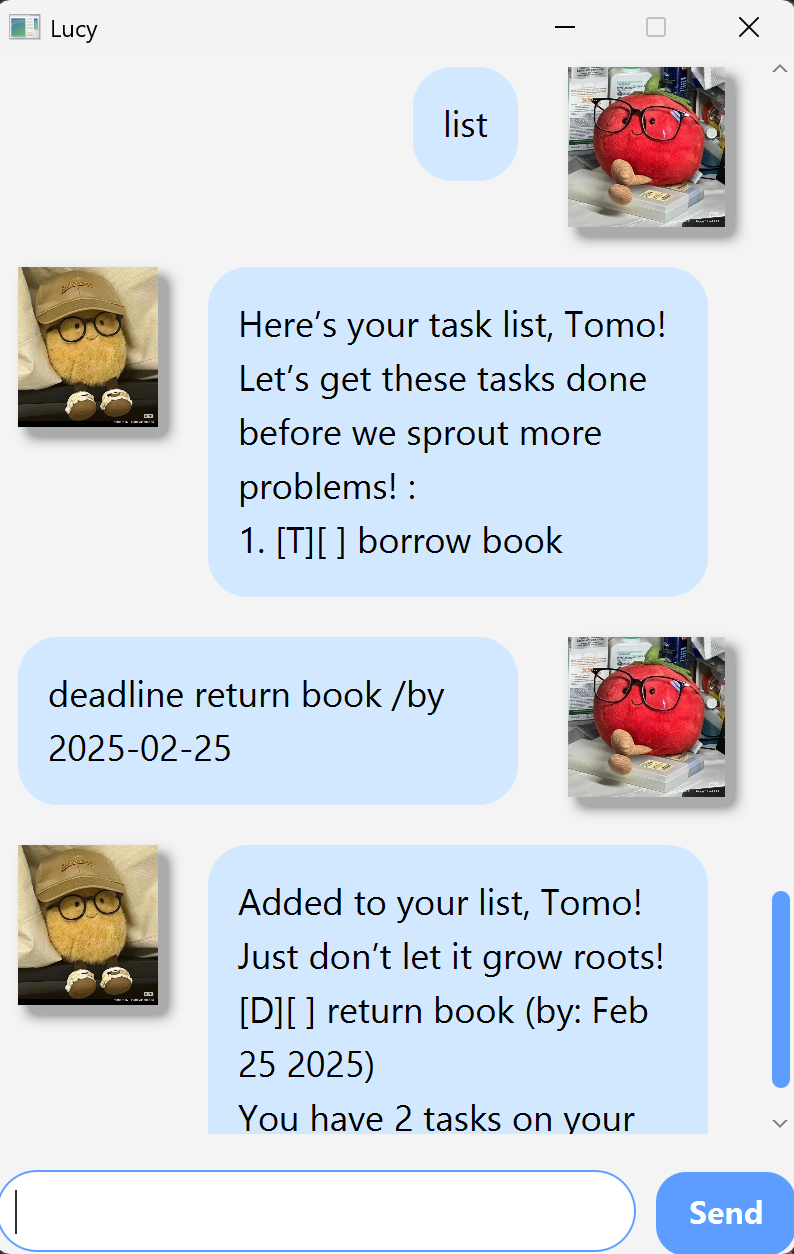 Lucy
list
Here’s your task list, Tomo!
Let’s get these tasks done
before we sprout more
problems! :
1. [T][ ] borrow book
deadline return book /by
2025-02-25
Added to your list, Tomo!
Just don’t let it grow roots!
[D][ ] return book (by: Feb
25 2025)
You have 2 tasks on your
Send